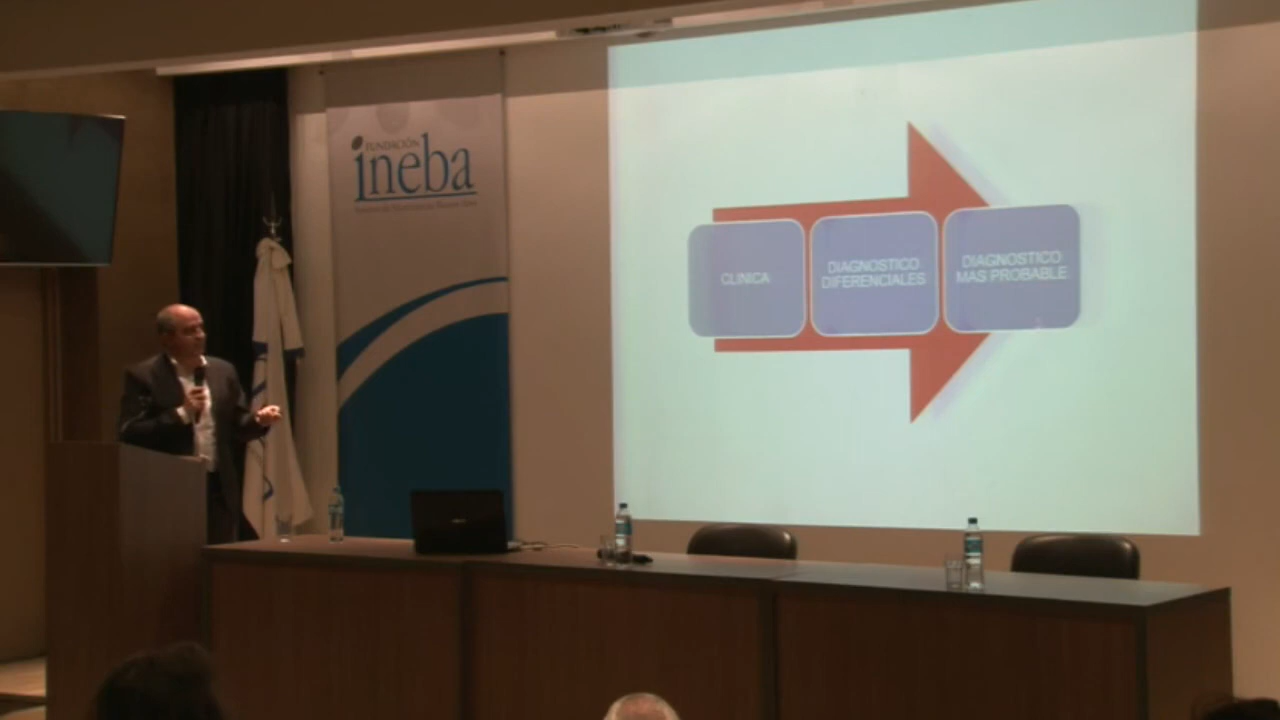 FUNDACIÓN
ineba
CLINICA
DIAGNOSTICO
DIFERENCIALES
DIAGNOSTICO
MAS PROBABLE